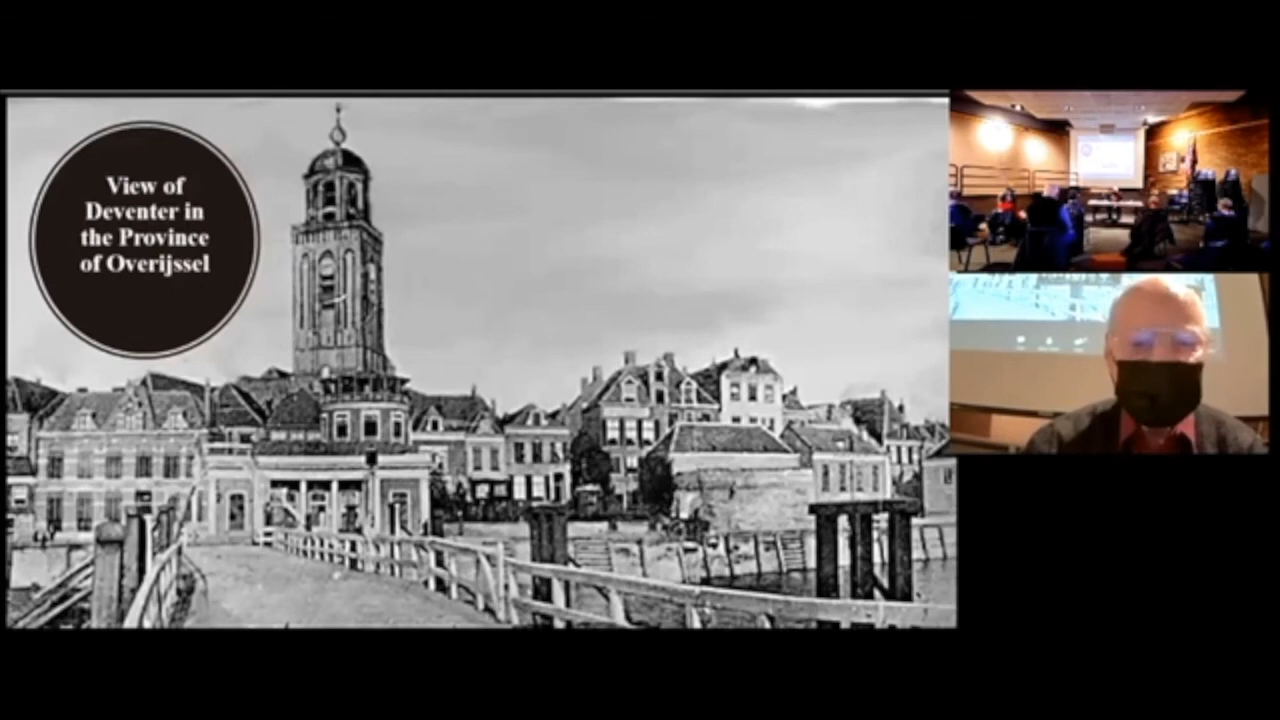 View of
Deventer in
the Province
of Overijssel